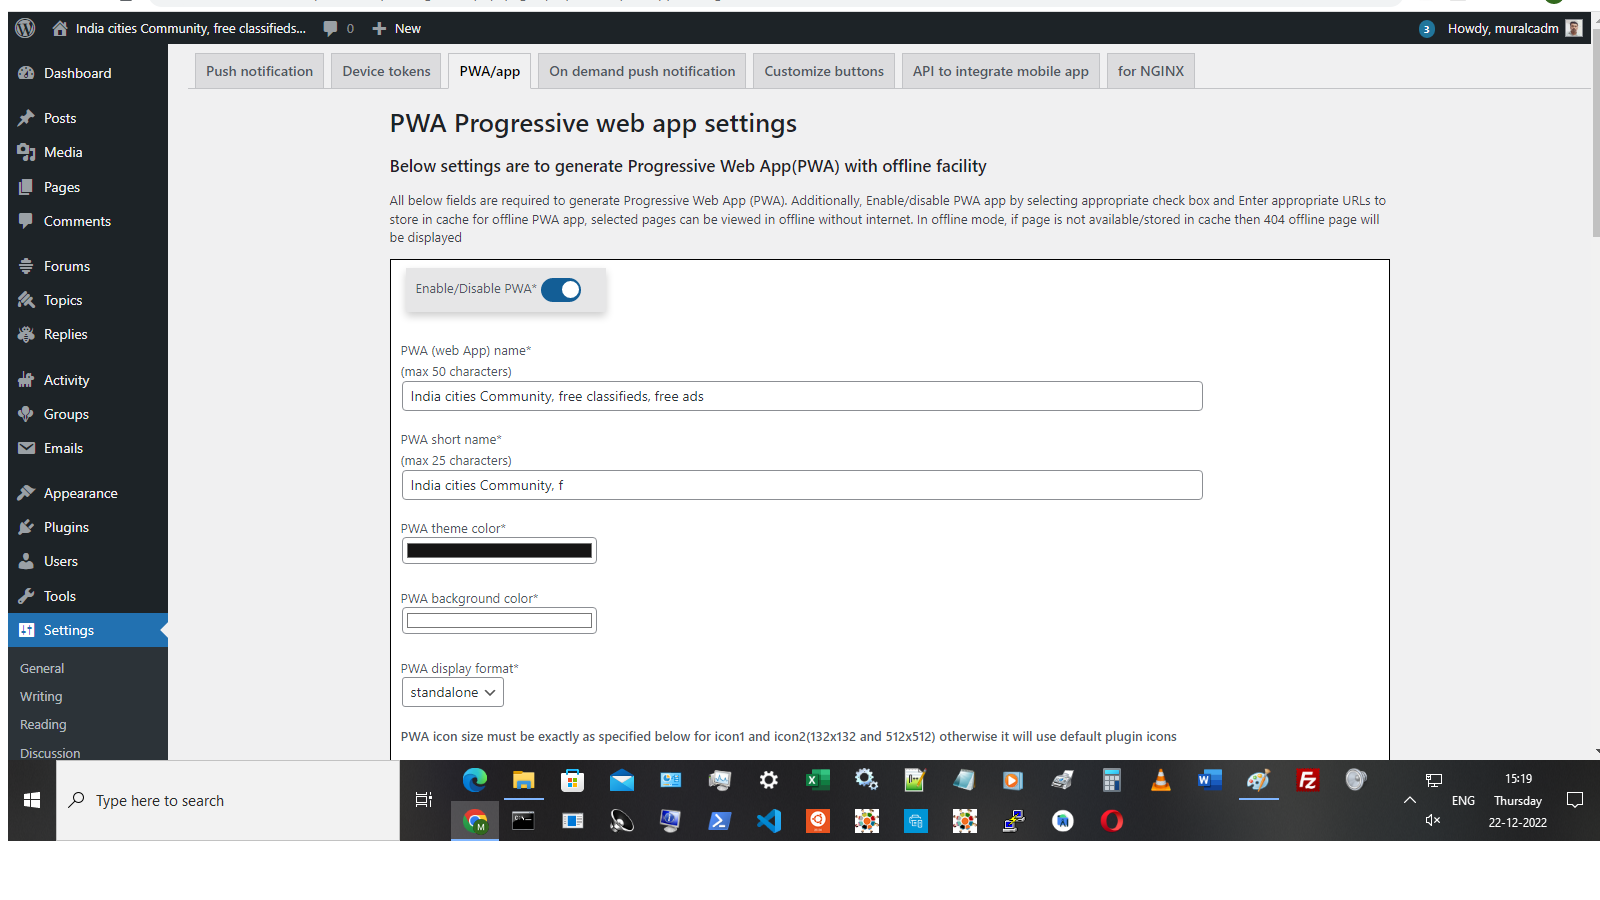 India cities Community, free classifieds... 0 New 3 Howdy, muralcadm
Dashboard
Posts
Media
Pages
Comments
Forums
Topics
Replies
Activity
Groups
Emails
Appearance
Plugins
Users
Tools
Settings
General
Writing
Reading
Discussion
Push notification Device tokens PWA/app On demand push notification Customize buttons API to integrate mobile app for NGINX
PWA Progressive web app settings
Below settings are to generate Progressive Web App(PWA) with offline facility
All below fields are required to generate Progressive Web App (PWA). Additionally, Enable/disable PWA app by selecting appropriate check box and Enter appropriate URLs to
store in cache for offline PWA app, selected pages can be viewed in offline without internet. In offline mode, if page is not available/stored in cache then 404 offline page will
be displayed
Enable/Disable PWA*
PWA (web App) name*
(max 50 characters)
India cities Community, free classifieds, free ads
PWA short name*
(max 25 characters)
India cities Community, f
PWA theme color*
PWA background color*
PWA display format*
standalone
PWA icon size must be exactly as specified below for icon1 and icon2(132x132 and 512x512) otherwise it will use default plugin icons
Type here to search
ENG
15:19
Thursday
22-12-2022